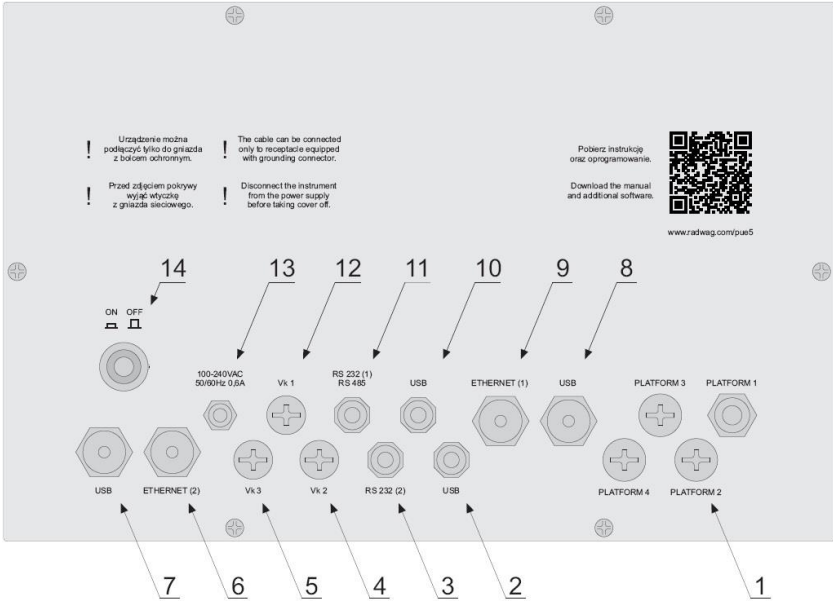 ! Urządzenie można
podłączyć tylko do gniazda
z bolcem ochronnym.
! The cable can be connected
only to receptacle equipped
with grounding connector.
! Przed zdjęciem pokrywy
wyjąć wtyczkę
z gniazda sieciowego.
! Disconnect the instrument
from the power supply
before taking cover off.
Pobierz instrukcję
oraz oprogramowanie.
Download the manual
and additional software.
www.radwag.com/pue5
14 13 12 11 10 9 8
ON OFF
100-240VAC
50/60Hz 0,6A
Vk 1
RS 232 (1)
RS 485
USB
ETHERNET (1)
USB
PLATFORM 3
PLATFORM 1
USB
ETHERNET (2)
Vk 3
Vk 2
RS 232 (2)
USB
PLATFORM 4
PLATFORM 2
7 6 5 4 3 2 1